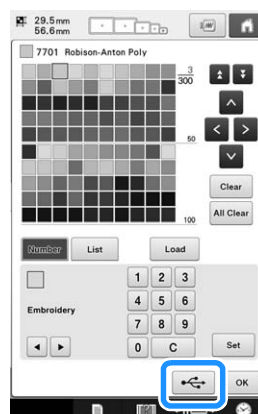 29.5mm
56.6mm
7701 Robison-Anton Poly
3
300
60
100
Clear
All Clear
Number List Load
1 2 3
Embroidery
4 5 6
7 8 9
0 C Set
OK